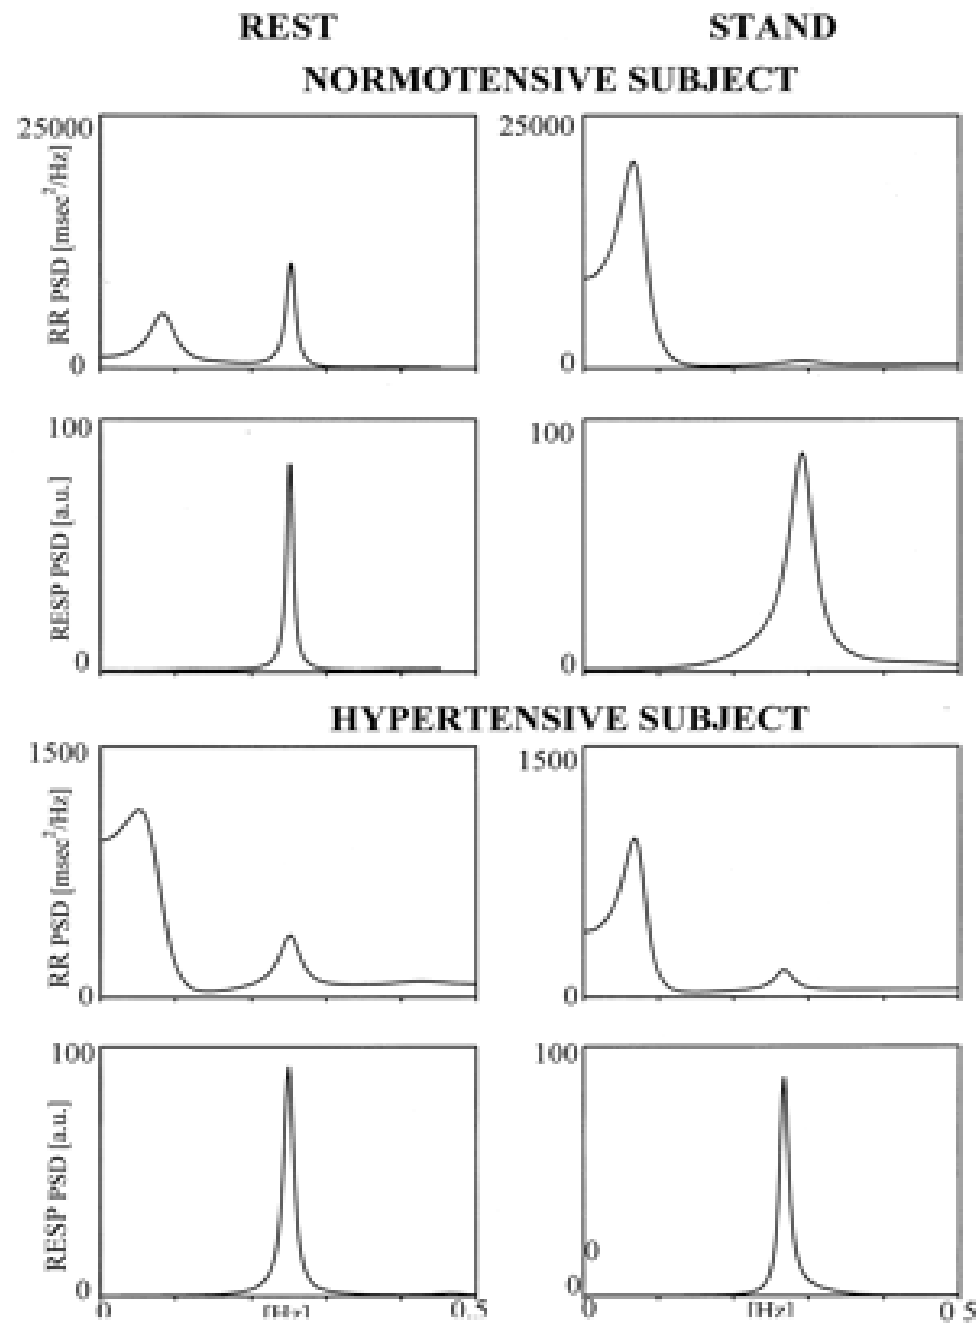 REST STAND
NORMOTENSIVE SUBJECT
25000 25000
RR PSD [msec²/Hz]
0 0
100 100
RESP PSD [a.u.]
0 0
HYPERTENSIVE SUBJECT
1500 1500
RR PSD [msec²/Hz]
0 0
100 100
RESP PSD [a.u.]
0
0 0
0 [Hz] 0.5 0 [Hz] 0 5